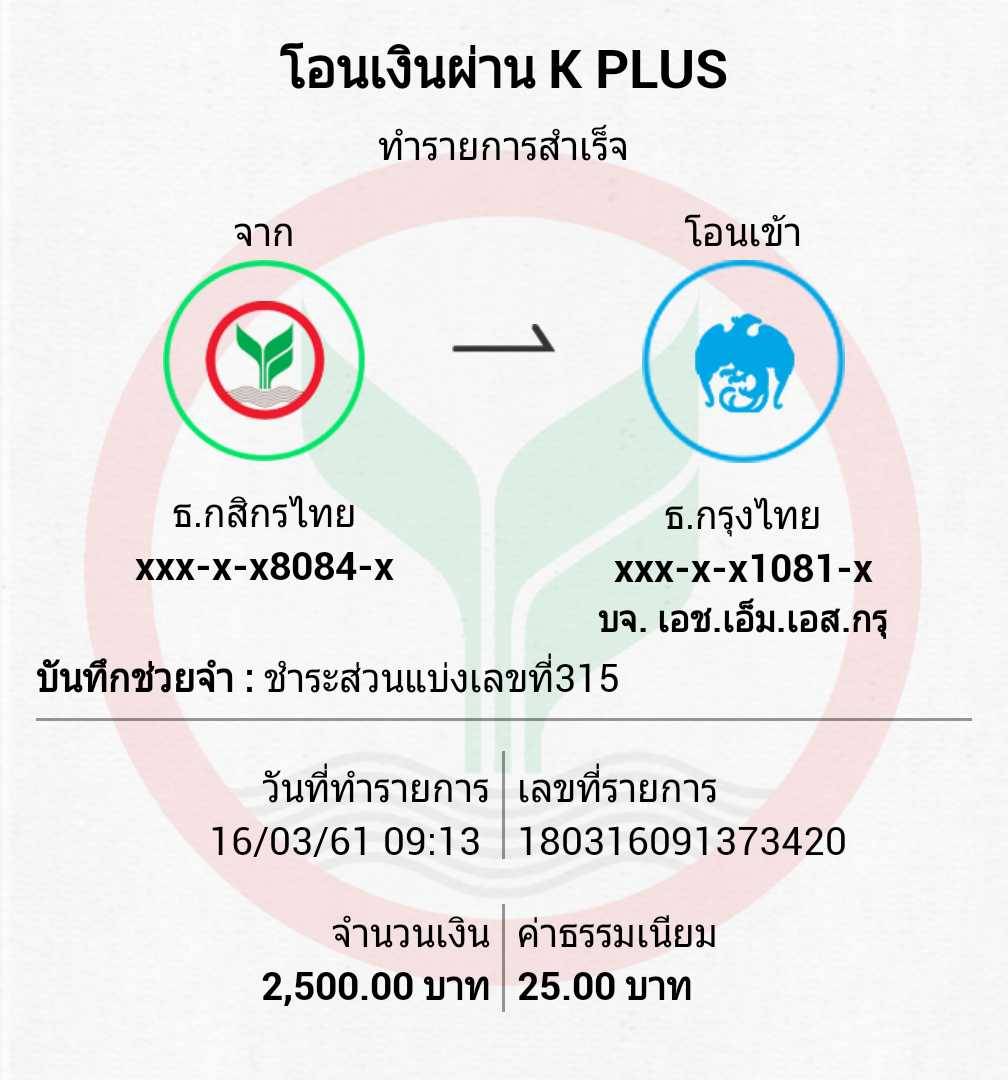 โอนเงินผ่าน K PLUS
ทำรายการสำเร็จ
จาก
โอนเข้า
ธ.กสิกรไทย
xxx-x-x8084-x
ธ.กรุงไทย
xxx-x-x1081-x
บจ. เอช.เอ็ม.เอส.กรุ
บันทึกช่วยจำ : ชำระส่วนแบ่งเลขที่315
วันที่ทำรายการ
16/03/61 09:13
เลขที่รายการ
180316091373420
จำนวนเงิน
2,500.00 บาท
ค่าธรรมเนียม
25.00 บาท